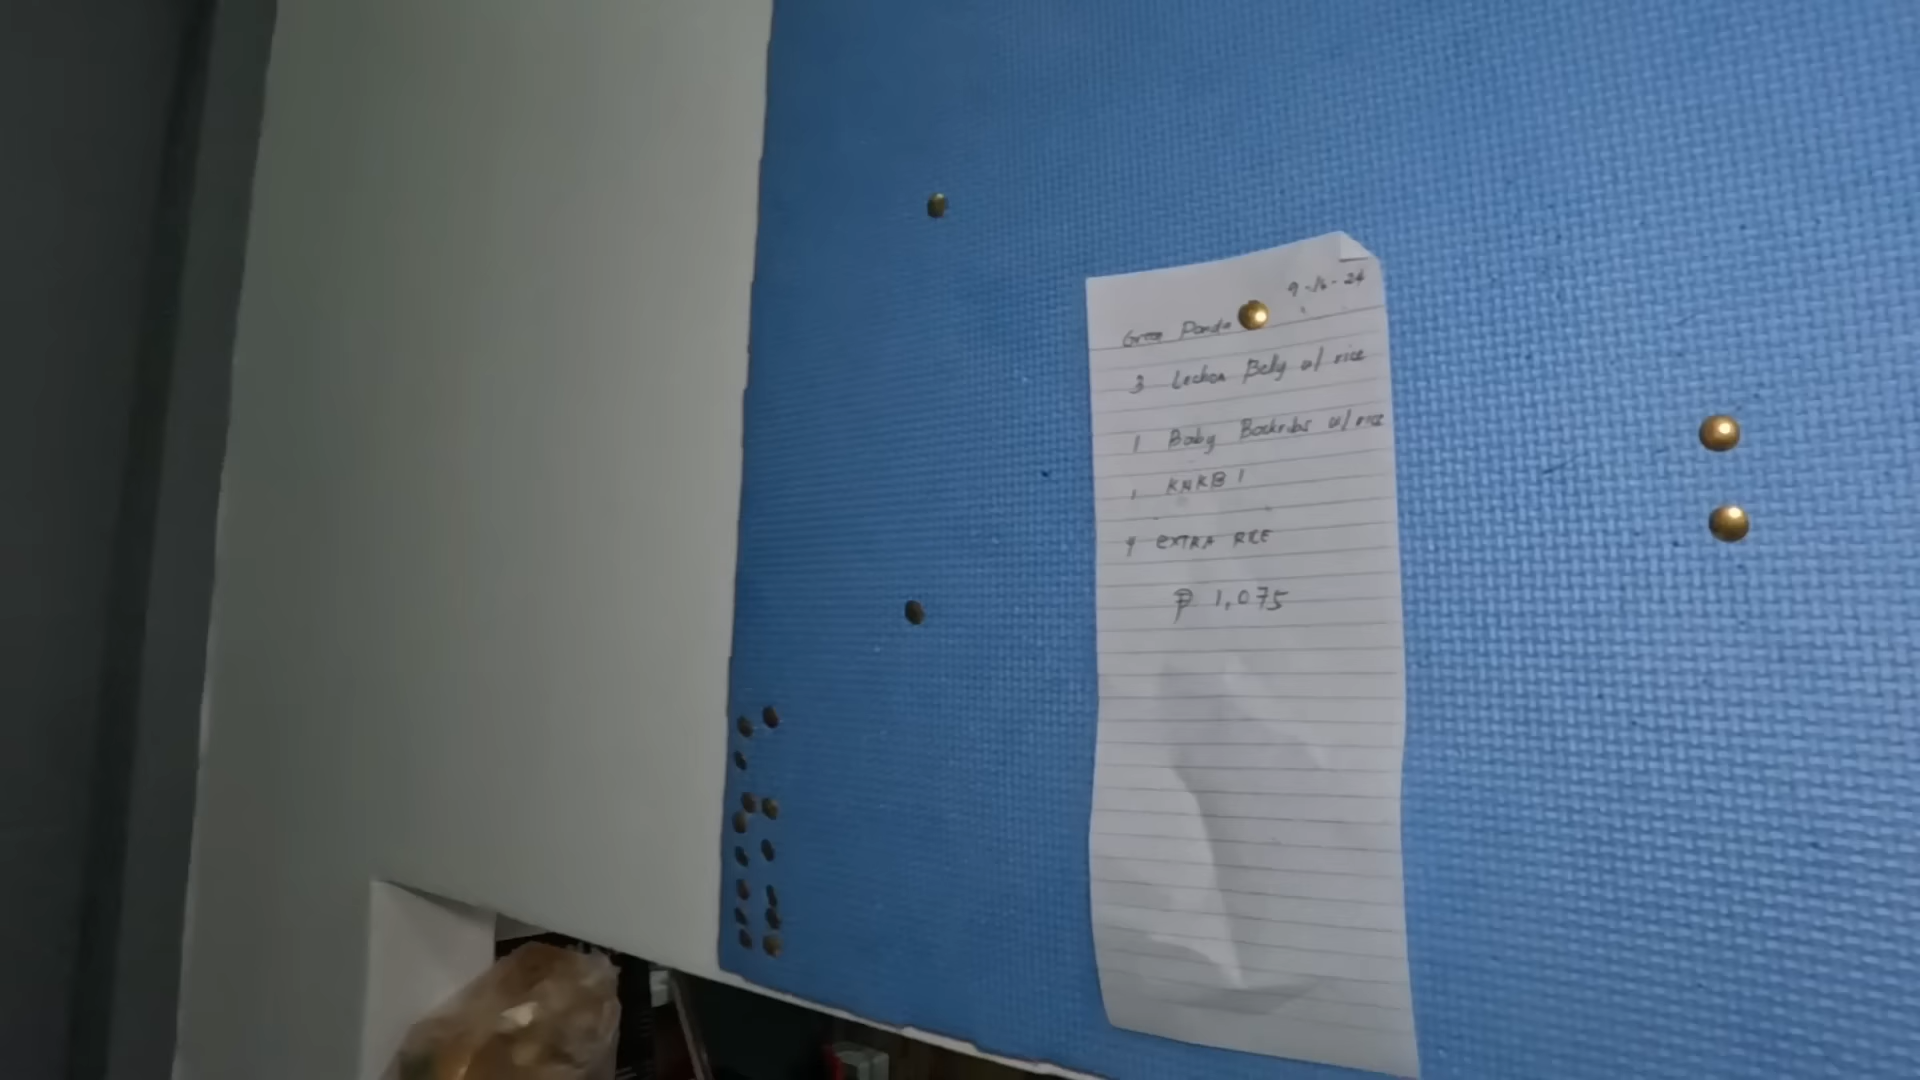 9-16-24
Green Panda
3 Lechon Belly w/ rice
1 Baby Backribs w/ rice
1 KNKB 1
4 EXTRA RICE
₱ 1,075